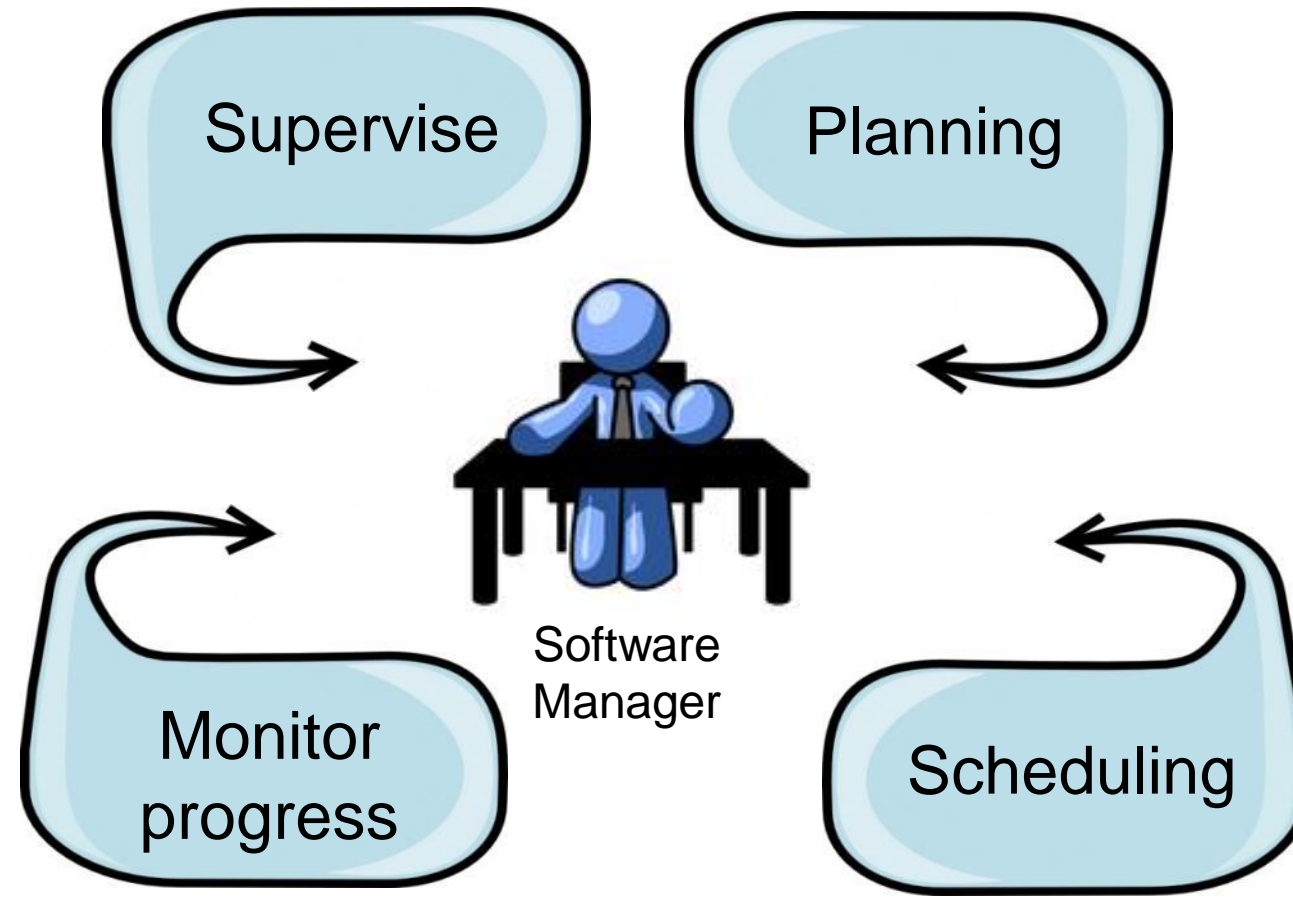 Supervise
Planning
Software
Manager
Monitor
progress
Scheduling